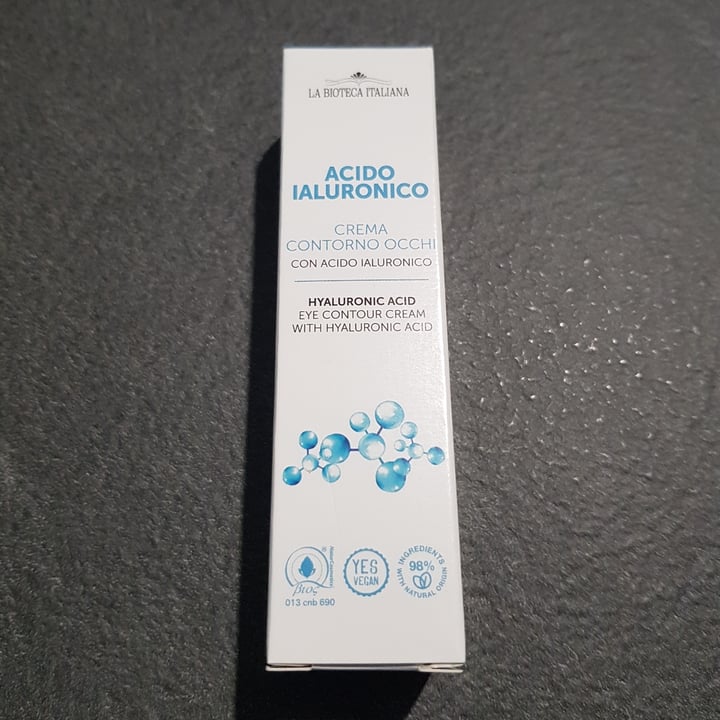 LA BIOTECA ITALIANA
ACIDO
IALURONICO
CREMA
CONTORNO OCCHI
CON ACIDO IALURONICO
HYALURONIC ACID
EYE CONTOUR CREAM
WITH HYALURONIC ACID
βιος
013 cnb 690
YES
VEGAN
98%
INGREDIENTS
WITH NATURAL ORIGIN